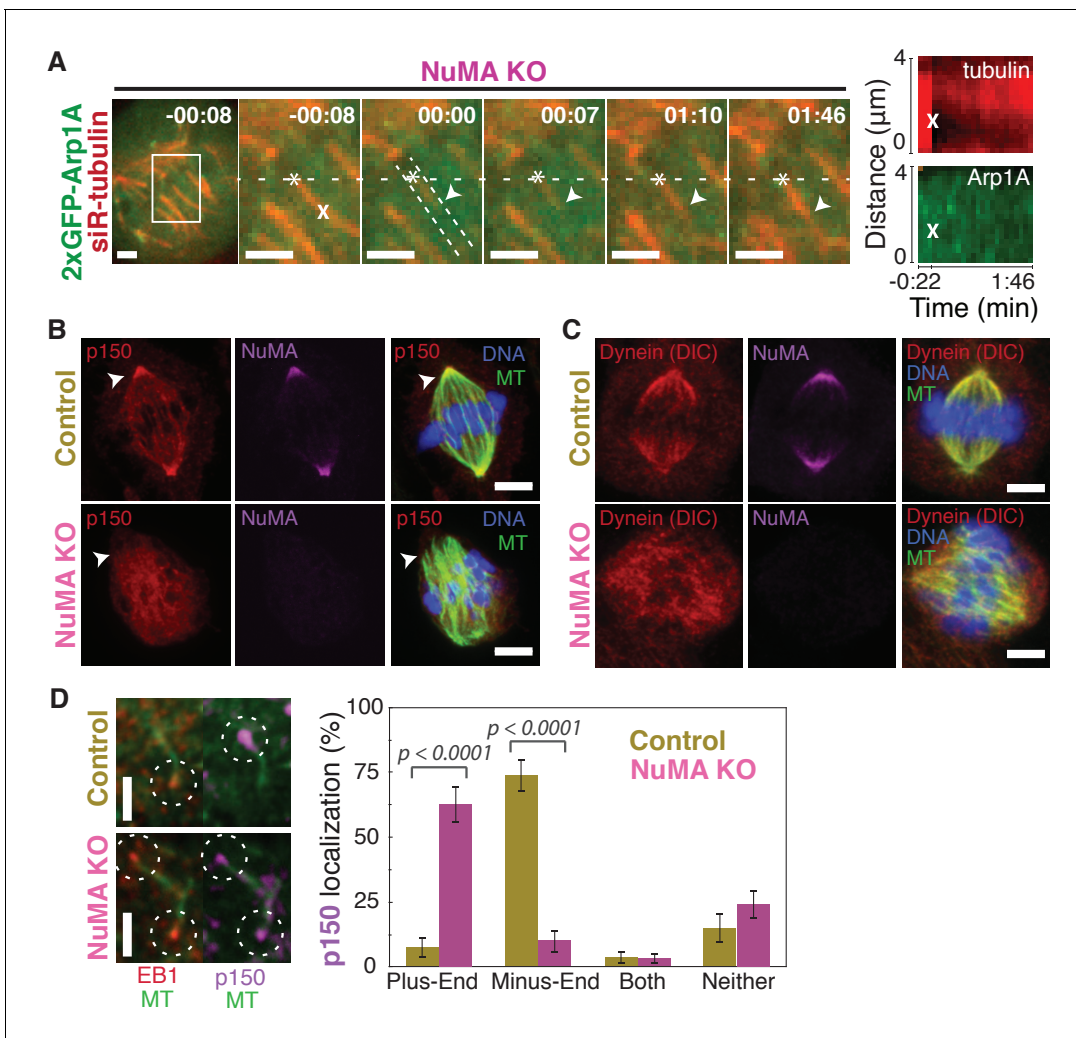 A
NuMA KO
2xGFP-Arp1A
siR-tubulin
-00:08
-00:08
00:00
00:07
01:10
01:46
*
*
*
*
*
x
4
tubulin
x
0
4
Arp1A
x
0
Distance (µm)
-0:22
1:46
Time (min)
B
Control
p150
NuMA
p150
DNA
MT
NuMA KO
p150
NuMA
p150
DNA
MT
C
Control
Dynein (DIC)
NuMA
Dynein (DIC)
DNA
MT
NuMA KO
Dynein (DIC)
NuMA
Dynein (DIC)
DNA
MT
D
Control
NuMA KO
EB1
MT
p150
MT
p150 localization (%)
100
75
50
25
0
p < 0.0001
p < 0.0001
Control
NuMA KO
Plus-End
Minus-End
Both
Neither